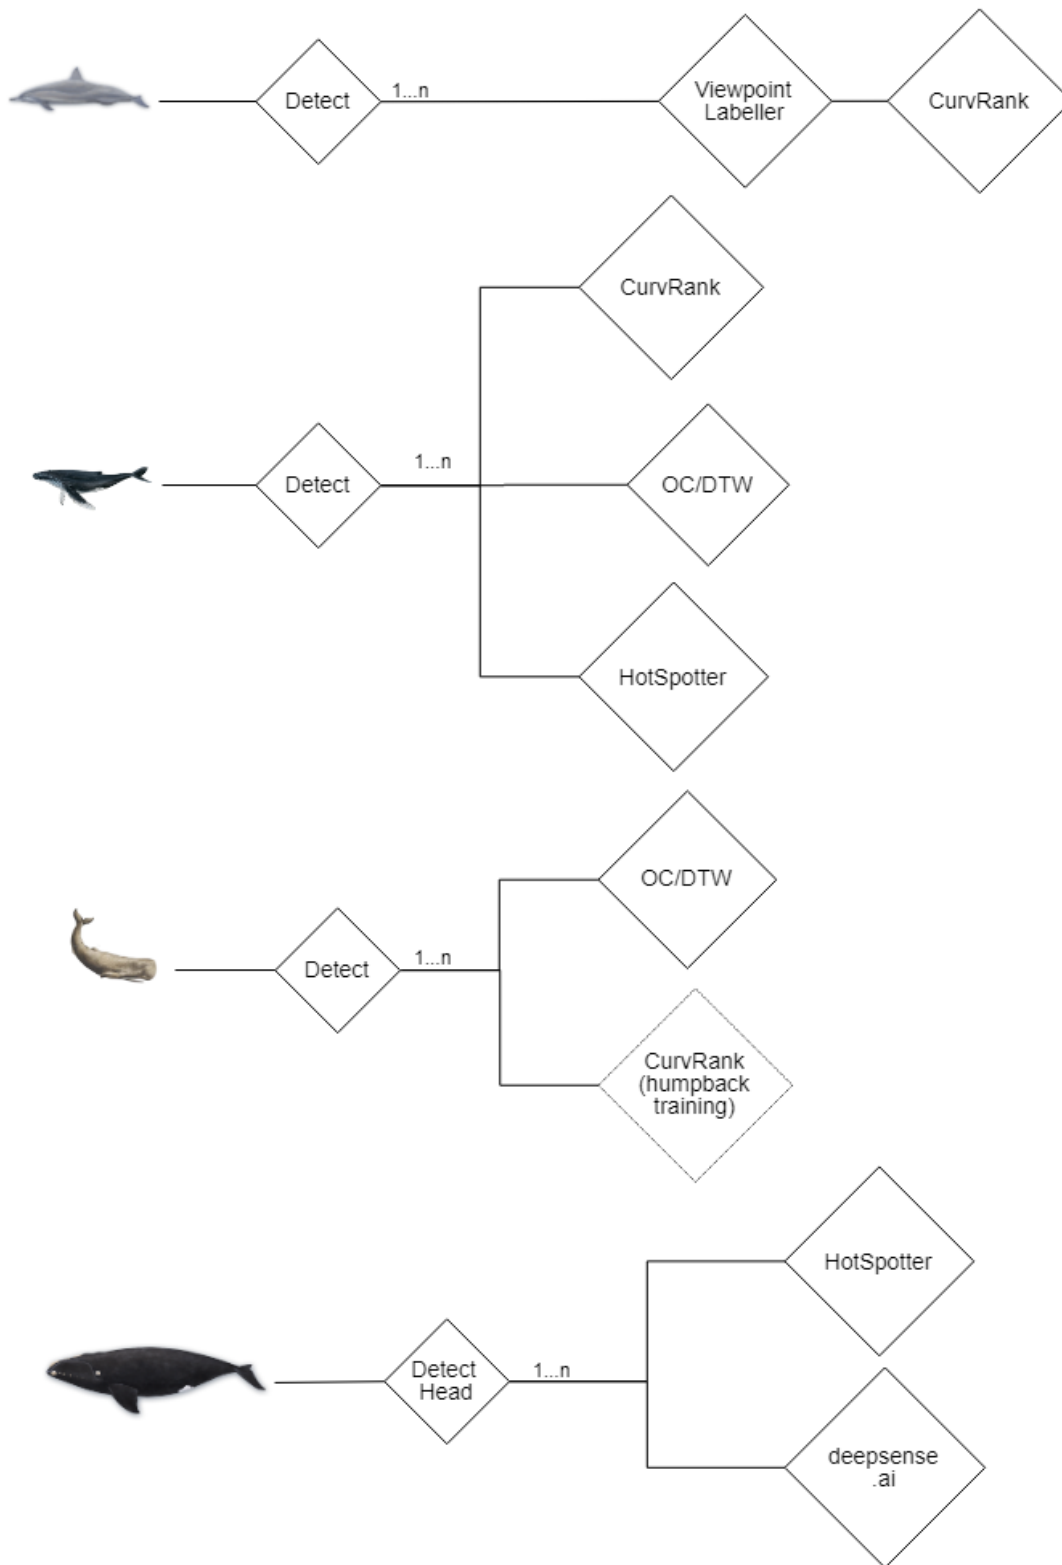 Detect
1...n
Viewpoint
Labeller
CurvRank
CurvRank
Detect
1...n
OC/DTW
HotSpotter
OC/DTW
Detect
1...n
CurvRank
(humpback
training)
HotSpotter
Detect
Head
1...n
deepsense
.ai